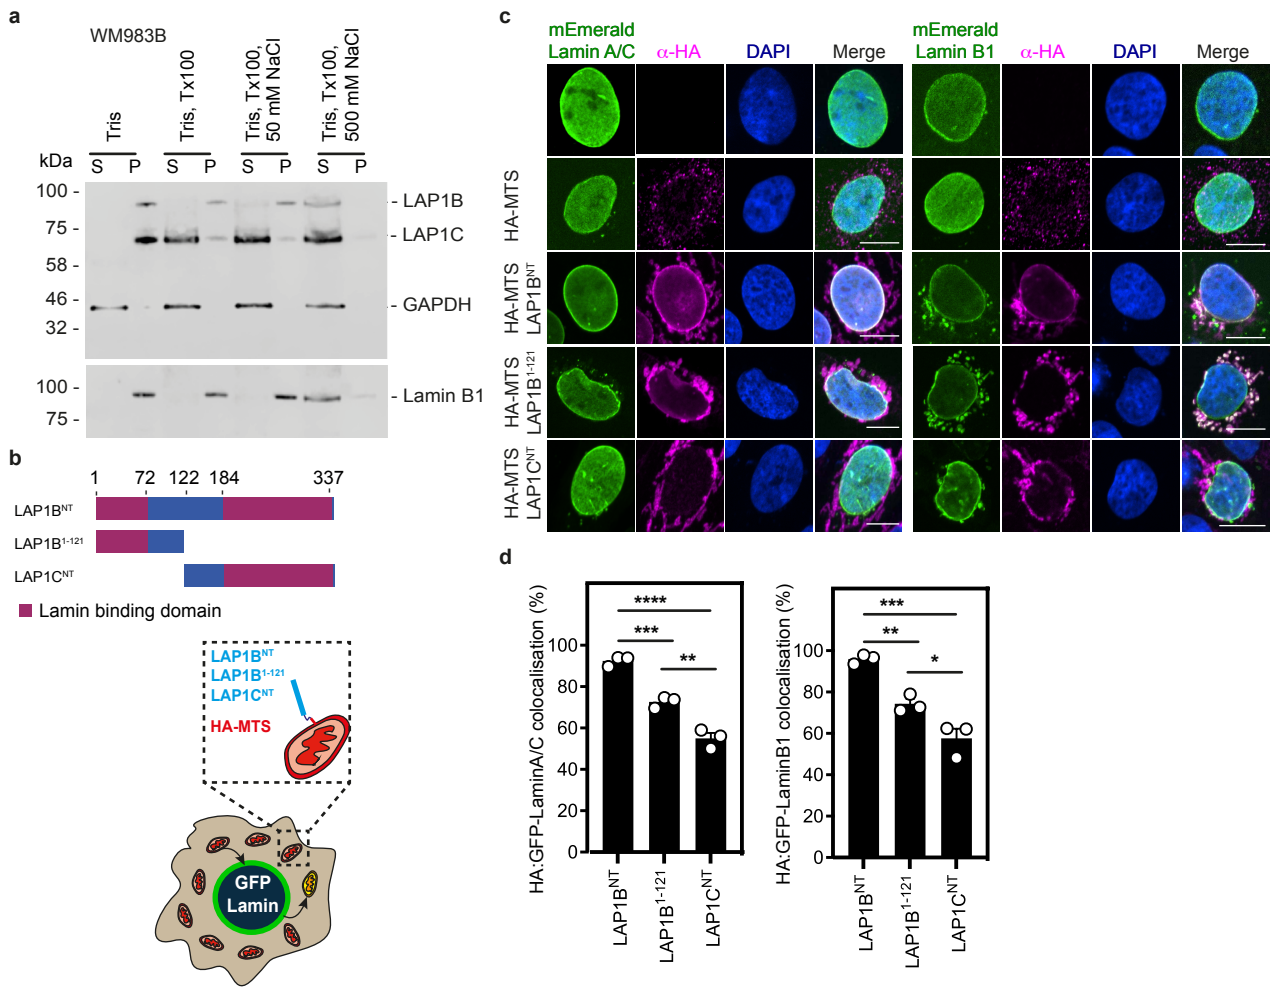 a
WM983B
Tris
Tris, Tx100
Tris, Tx100,
50 mM NaCl
Tris, Tx100,
500 mM NaCl
kDa
S P S P S P S P
100 -
75 -
58 -
46 -
32 -
- LAP1B
- LAP1C
- GAPDH
100 -
75 -
- Lamin B1
b
1 72 122 184 337
LAP1B^NT
LAP1B^1-121
LAP1C^NT
Lamin binding domain
LAP1B^NT
LAP1B^1-121
LAP1C^NT
HA-MTS
GFP
Lamin
c
mEmerald
Lamin A/C α-HA DAPI Merge
mEmerald
Lamin B1 α-HA DAPI Merge
HA-MTS
HA-MTS
LAP1B^NT
HA-MTS
LAP1B^1-121
HA-MTS
LAP1C^NT
d
HA:GFP-LaminA/C colocalisation (%)
100
80
60
40
20
0
****
***
**
LAP1B^NT
LAP1B^1-121
LAP1C^NT
HA:GFP-LaminB1 colocalisation (%)
100
80
60
40
20
0
***
**
*
LAP1B^NT
LAP1B^1-121
LAP1C^NT